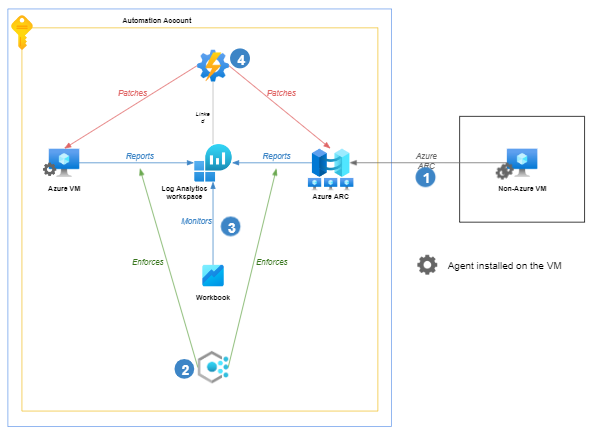 Automation Account
4
Patches
Patches
Linke
d
Reports
Reports
Azure
ARC
1
Azure VM
Log Analytics
workspace
Azure ARC
Non-Azure VM
Monitors
3
Enforces
Enforces
Agent installed on the VM
Workbook
2